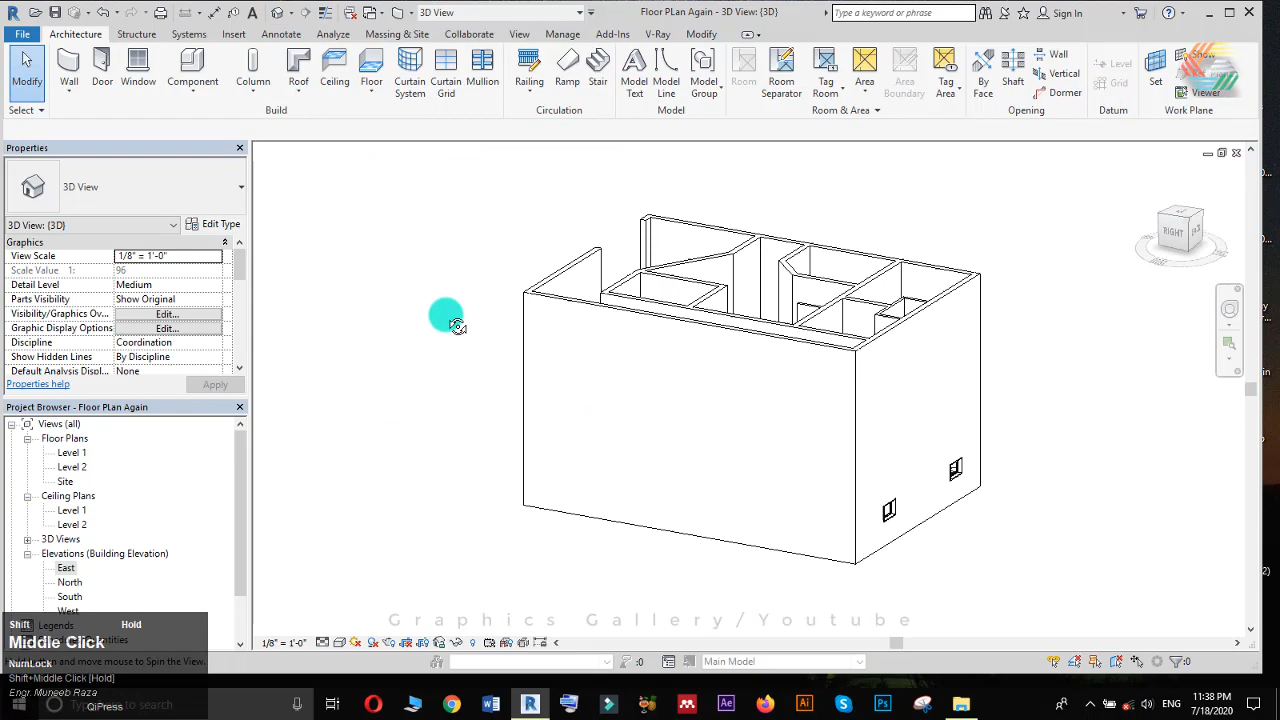 3D View
Floor PLan Again - 3D View: {3D}
Type a keyword or phrase
Sign In
File Architecture Structure Systems Insert Annotate Analyze Massing & Site Collaborate View Manage Add-Ins V-Ray Modify
Modify Wall Door Window Component Column Roof Ceiling Floor Curtain System Curtain Grid Mullion Railing Ramp Stair Model Text Model Line Model Group Room Room Separator Tag Room Area Area Boundary Tag Area By Face Shaft Wall Vertical Dormer Level Grid Set Show Viewer
Select Build Circulation Model Room & Area Opening Datum Work Plane
Properties
3D View
3D View: {3D} Edit Type
Graphics
View Scale 1/8" = 1'-0"
Scale Value 1: 96
Detail Level Medium
Parts Visibility Show Original
Visibility/Graphics Ov... Edit...
Graphic Display Options Edit...
Discipline Coordination
Show Hidden Lines By Discipline
Default Analysis Displ... None
Properties help Apply
RIGHT
Project Browser - Floor PLan Again
Views (all)
Floor Plans
Level 1
Level 2
Site
Ceiling Plans
Level 1
Level 2
3D Views
Elevations (Building Elevation)
East
North
South
West
Legends
Shift Hold
Middle Click
NumLock
Shift+Middle Click [Hold]
Engr. Muneeb Raza
QiPress
Graphics Gallery/Youtube
1/8" = 1'-0"
and move mouse to Spin the View.
:0 Main Model :0
ENG 11:38 PM
7/18/2020